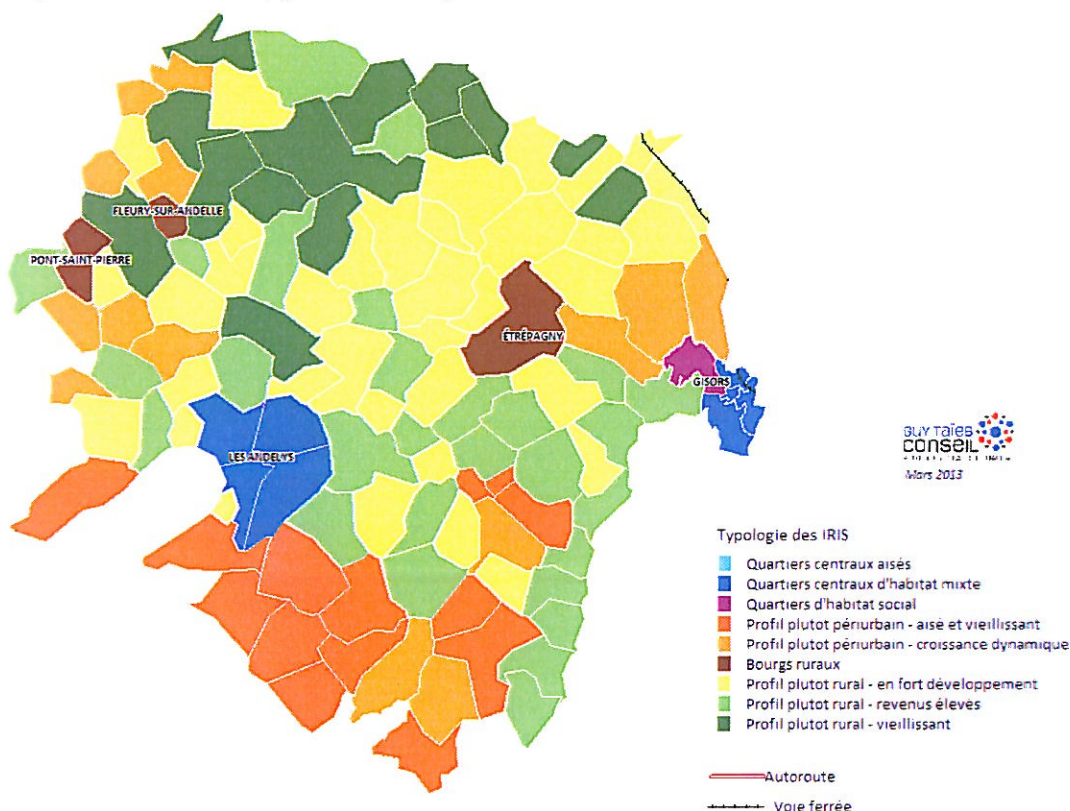 FLEURY-SUR-ANDELLE
PONT-SAINT-PIERRE
ÉTRÉPAGNY
GISORS
LES ANDELYS
GUY TAÏEB
CONSEIL
Mars 2013
Typologie des IRIS
Quartiers centraux aisés
Quartiers centraux d'habitat mixte
Quartiers d'habitat social
Profil plutot périurbain - aisé et vieillissant
Profil plutot périurbain - croissance dynamique
Bourgs ruraux
Profil plutot rural - en fort développement
Profil plutot rural - revenus élevés
Profil plutot rural - vieillissant
Autoroute
Voie ferrée